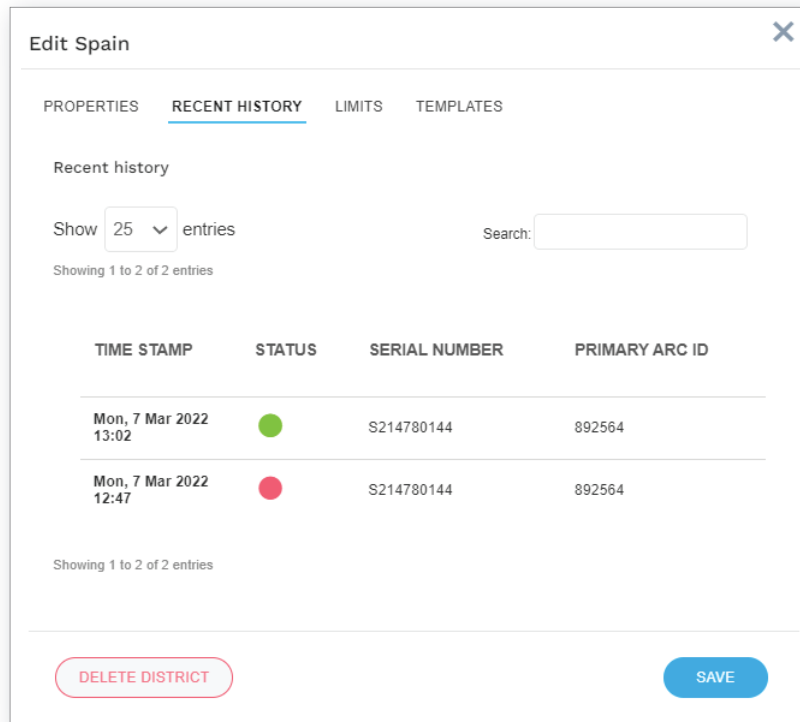 Edit Spain
PROPERTIES RECENT HISTORY LIMITS TEMPLATES
Recent history
Show 25 entries
Search:
Showing 1 to 2 of 2 entries
TIME STAMP STATUS SERIAL NUMBER PRIMARY ARC ID
Mon, 7 Mar 2022
13:02
S214780144 892564
Mon, 7 Mar 2022
12:47
S214780144 892564
Showing 1 to 2 of 2 entries
DELETE DISTRICT SAVE